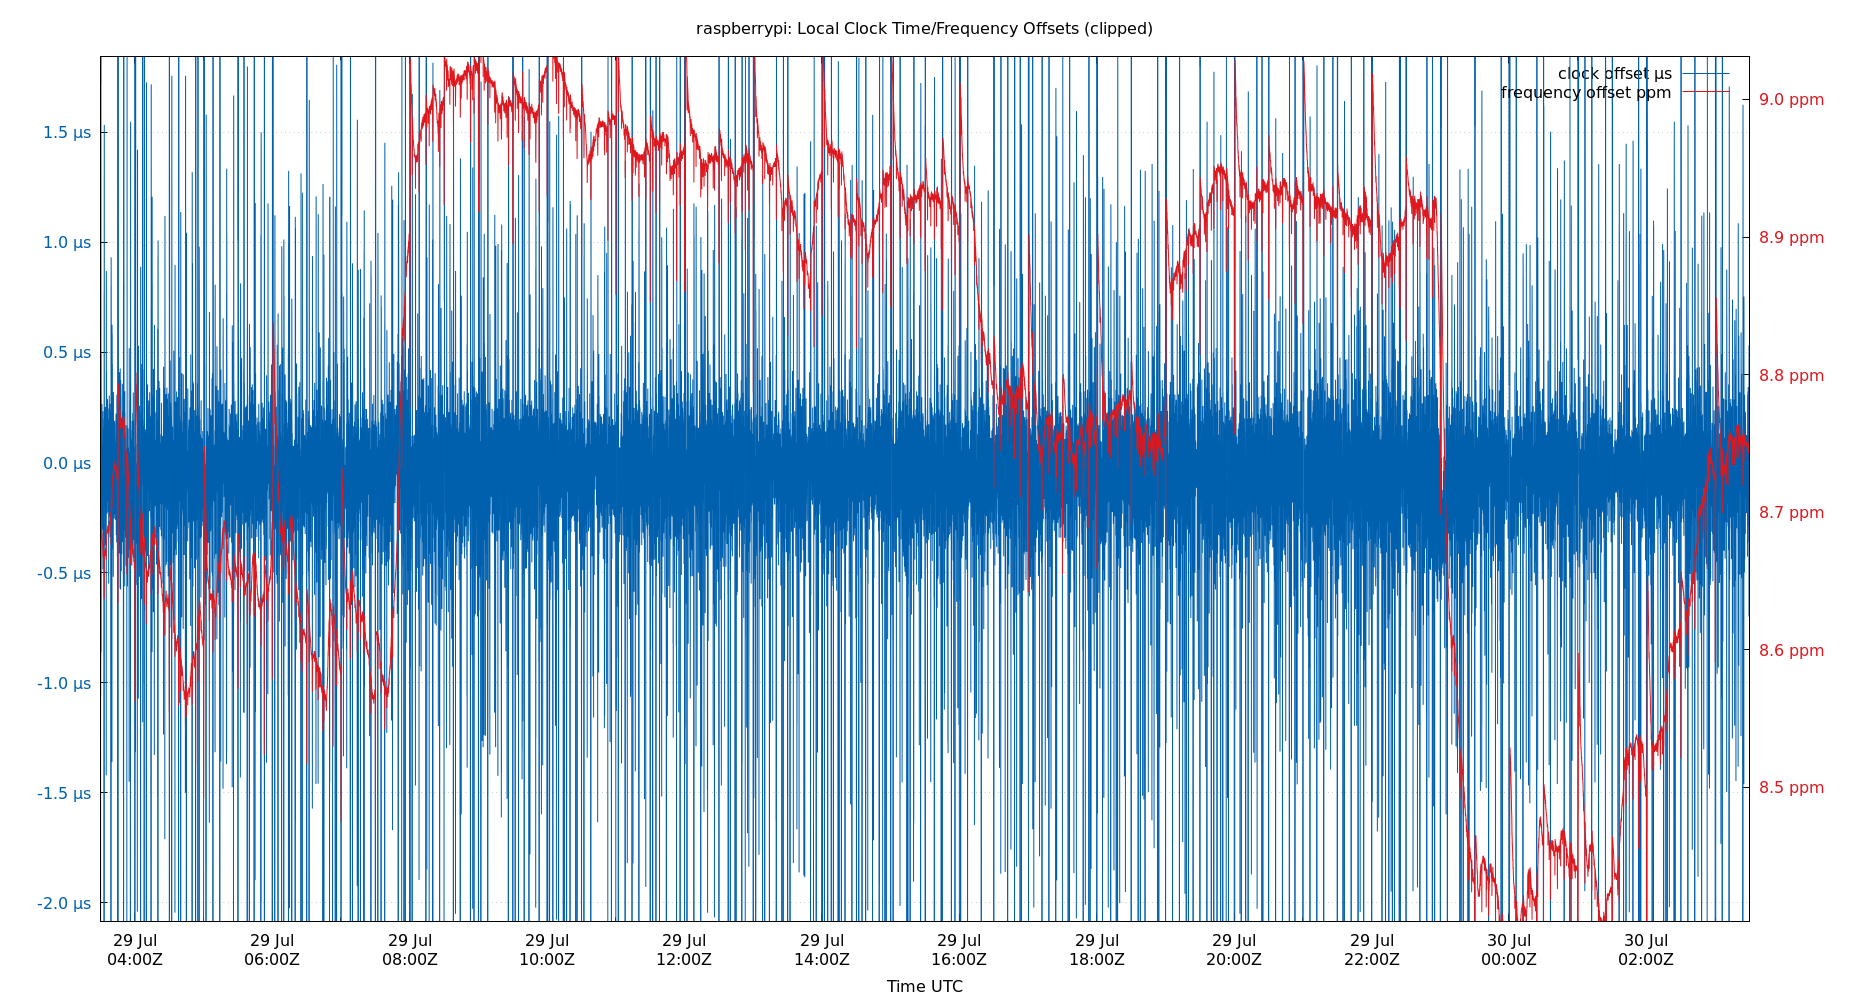 raspberrypi: Local Clock Time/Frequency Offsets (clipped)
clock offset µs
frequency offset ppm
1.5 µs
1.0 µs
0.5 µs
0.0 µs
-0.5 µs
-1.0 µs
-1.5 µs
-2.0 µs
9.0 ppm
8.9 ppm
8.8 ppm
8.7 ppm
8.6 ppm
8.5 ppm
29 Jul 29 Jul 29 Jul 29 Jul 29 Jul 29 Jul 29 Jul 29 Jul 29 Jul 29 Jul 30 Jul 30 Jul
04:00Z 06:00Z 08:00Z 10:00Z 12:00Z 14:00Z 16:00Z 18:00Z 20:00Z 22:00Z 00:00Z 02:00Z
Time UTC